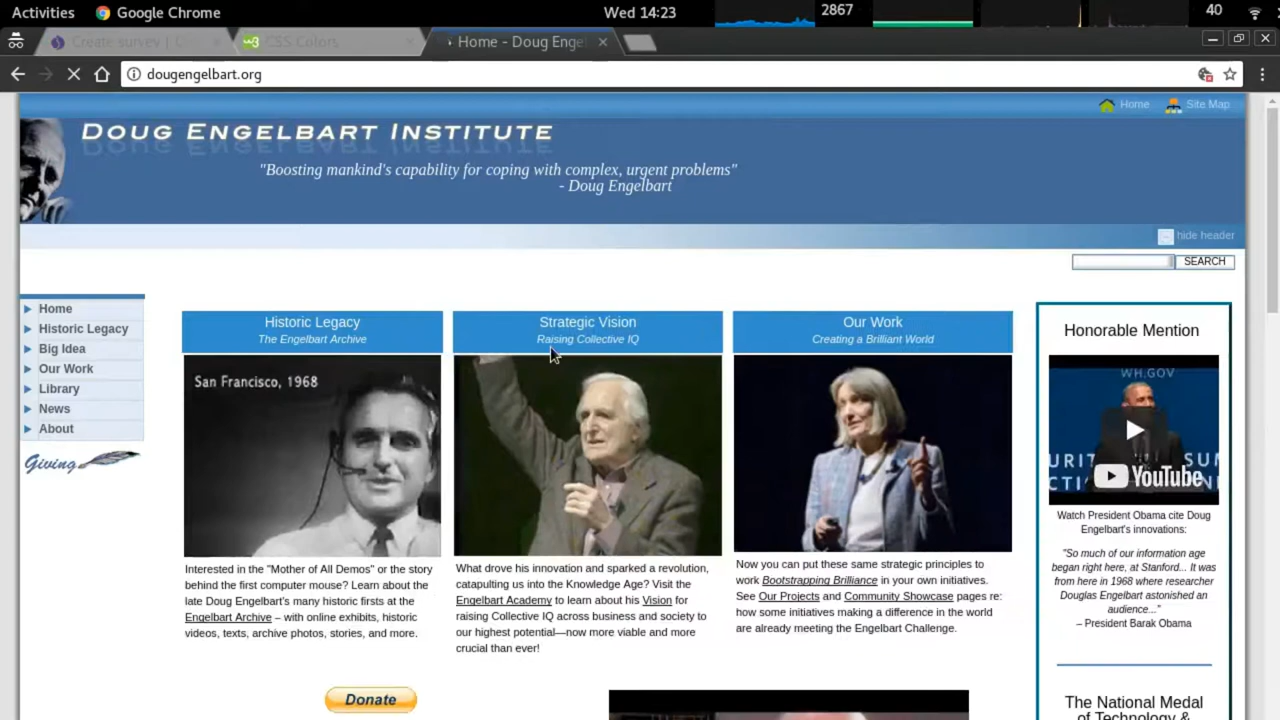 Activities Google Chrome Wed 14:23 2867 40
Create survey |
CSS Colors
Home - Doug Enge
dougengelbart.org
Home Site Map
DOUG ENGELBART INSTITUTE
"Boosting mankind's capability for coping with complex, urgent problems"
- Doug Engelbart
hide header
SEARCH
Home
Historic Legacy
Big Idea
Our Work
Library
News
About
Giving
Historic Legacy
The Engelbart Archive
San Francisco, 1968
Interested in the "Mother of All Demos" or the story
behind the first computer mouse? Learn about the
late Doug Engelbart's many historic firsts at the
Engelbart Archive – with online exhibits, historic
videos, texts, archive photos, stories, and more.
Donate
Strategic Vision
Raising Collective IQ
What drove his innovation and sparked a revolution,
catapulting us into the Knowledge Age? Visit the
Engelbart Academy to learn about his Vision for
raising Collective IQ across business and society to
our highest potential—now more viable and more
crucial than ever!
Our Work
Creating a Brilliant World
Now you can put these same strategic principles to
work Bootstrapping Brilliance in your own initiatives.
See Our Projects and Community Showcase pages re:
how some initiatives making a difference in the world
are already meeting the Engelbart Challenge.
Honorable Mention
WH.GOV
YouTube
Watch President Obama cite Doug
Engelbart's innovations:
"So much of our information age
began right here, at Stanford... It was
from here in 1968 where researcher
Douglas Engelbart astonished an
audience..."
– President Barak Obama
The National Medal
of Technology &